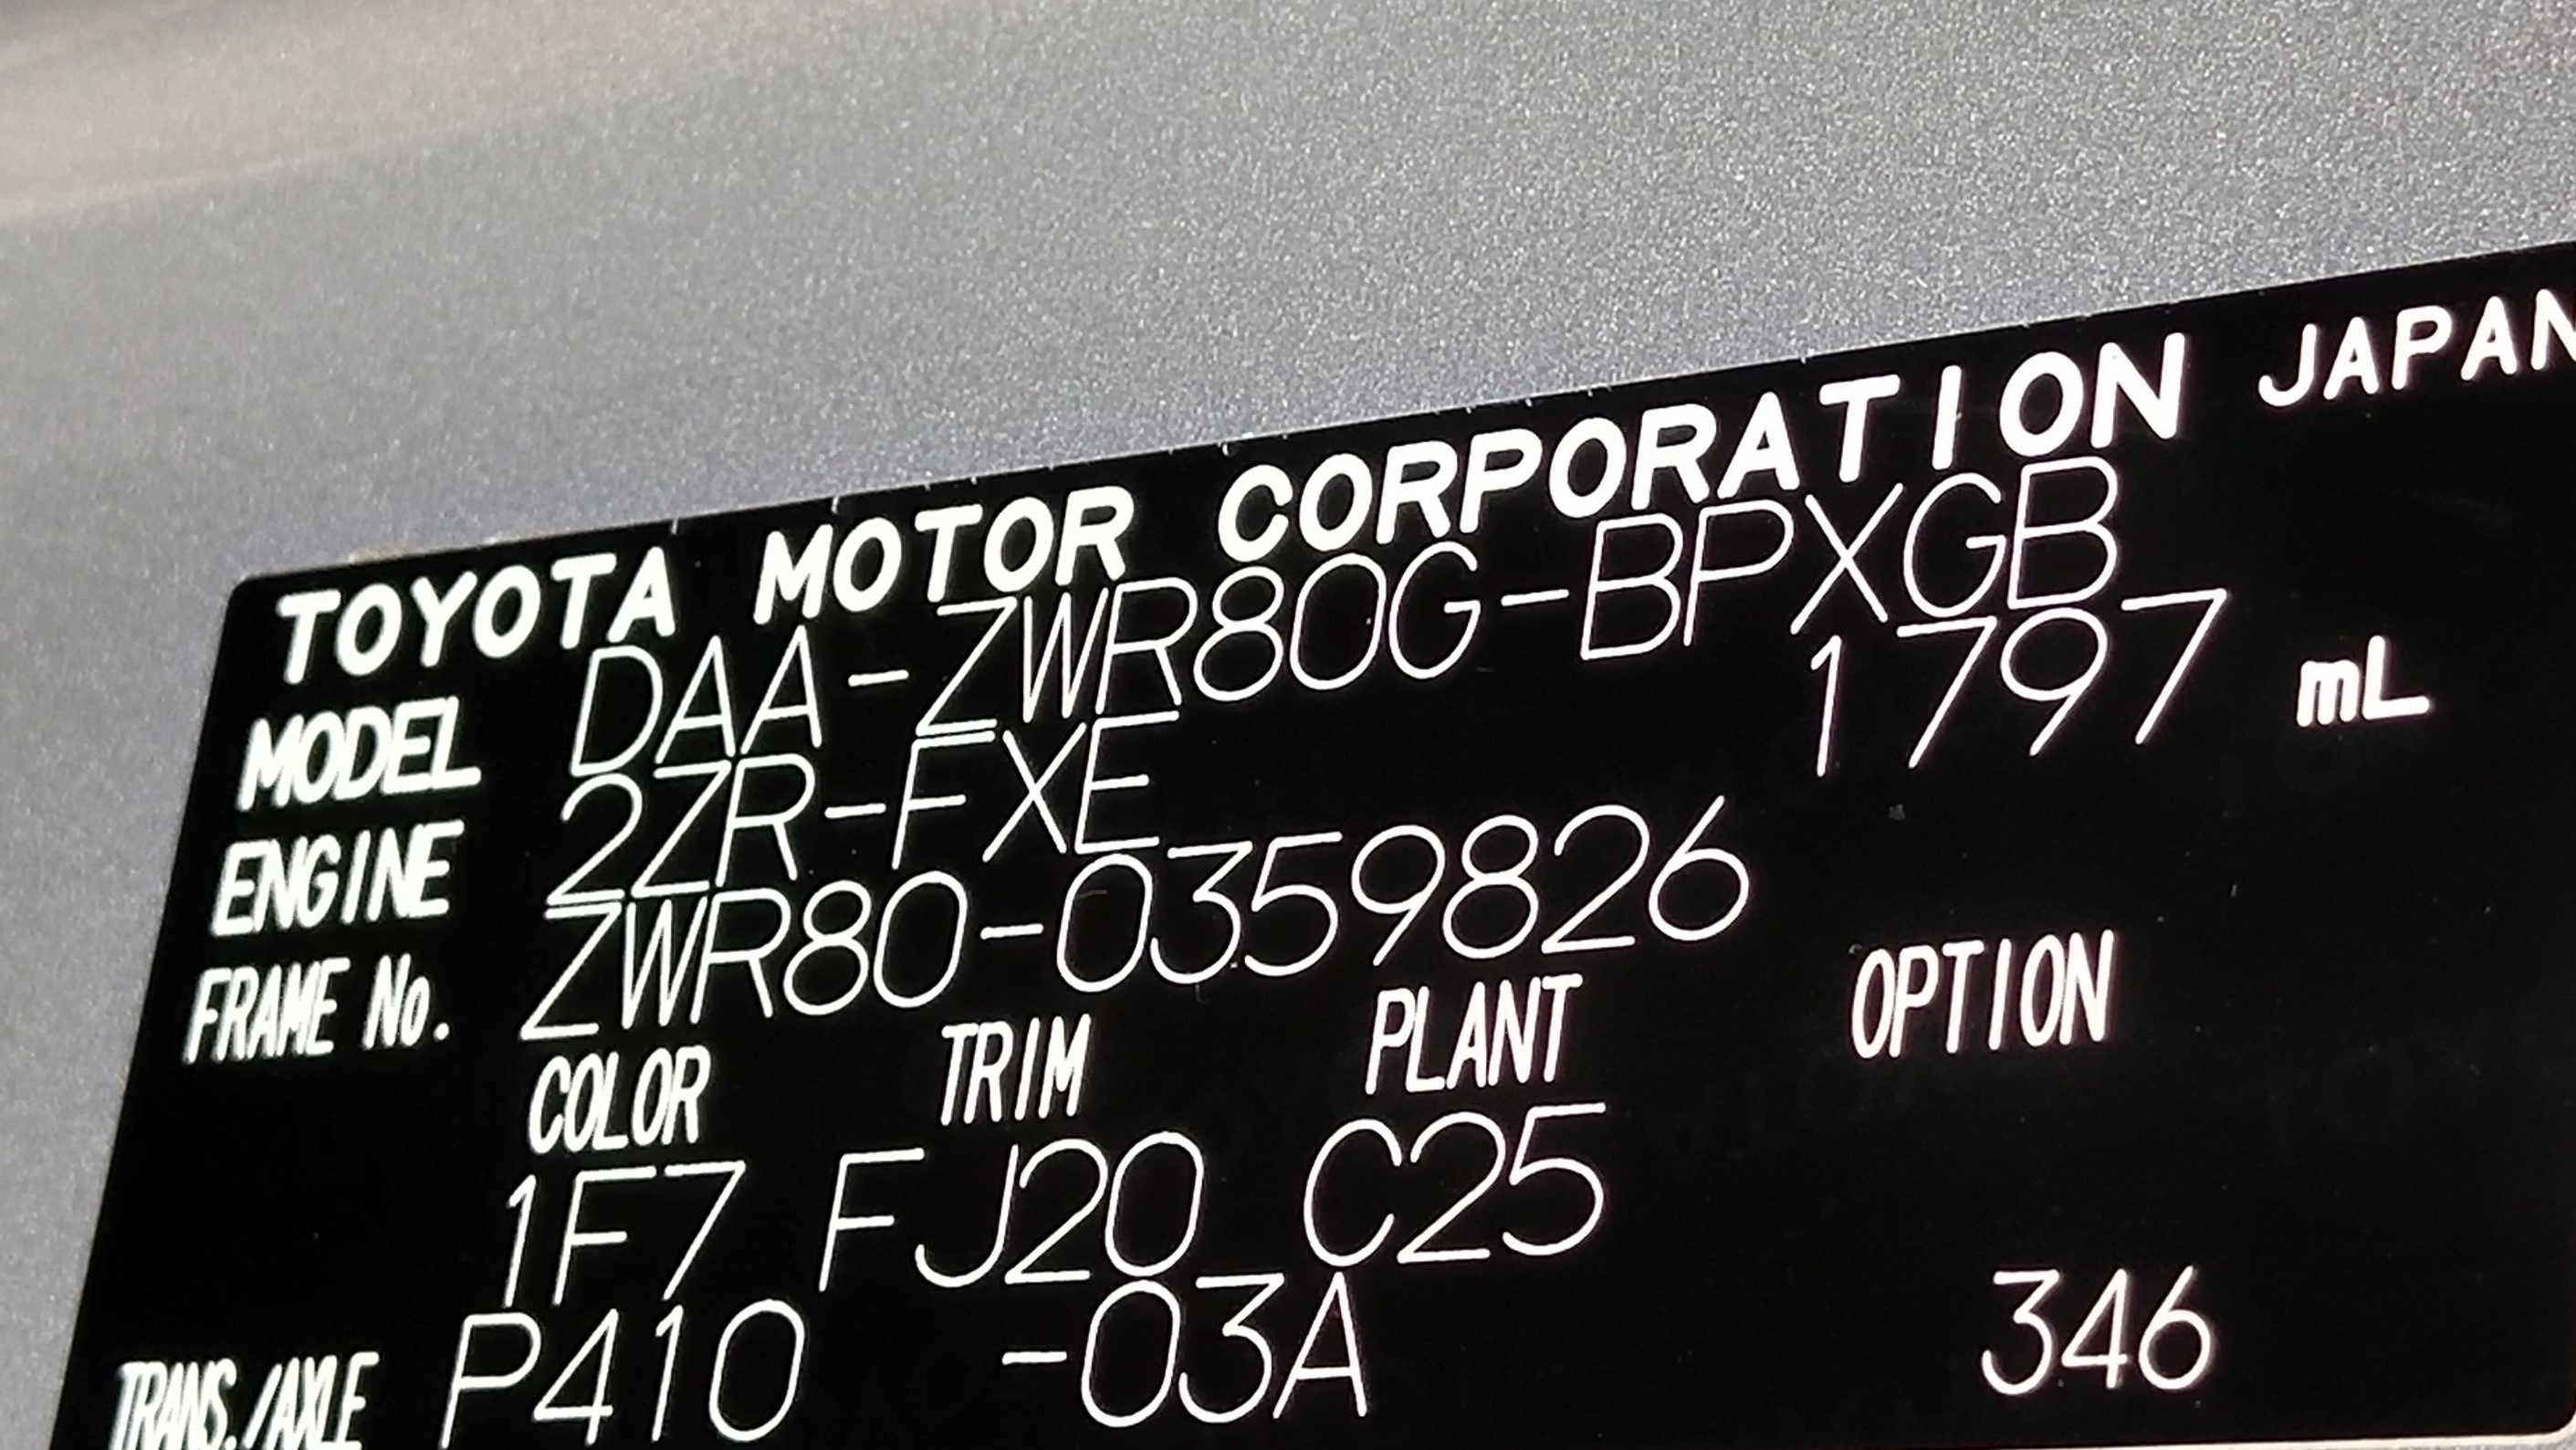 TOYOTA MOTOR CORPORATION JAPAN
MODEL DAA-ZWR80G-BPXGB
ENGINE 2ZR-FXE 1797 mL
FRAME No. ZWR80-0359826
COLOR TRIM PLANT OPTION
1F7 FJ20 C25
TRANS./AXLE P410 -03A 346